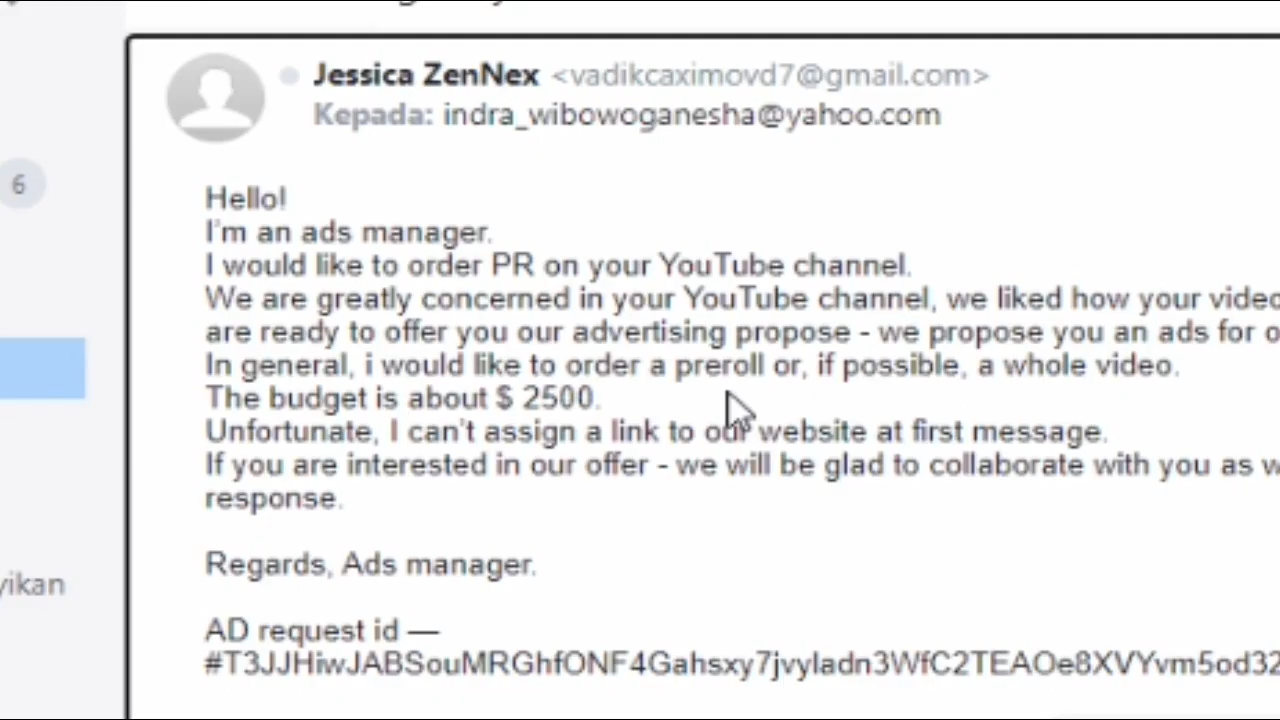 Jessica ZenNex <vadikcaximovd7@gmail.com>
Kepada: indra_wibowoganesha@yahoo.com
6
Hello!
I'm an ads manager.
I would like to order PR on your YouTube channel.
We are greatly concerned in your YouTube channel, we liked how your video
are ready to offer you our advertising propose - we propose you an ads for o
In general, i would like to order a preroll or, if possible, a whole video.
The budget is about $ 2500.
Unfortunate, I can't assign a link to our website at first message.
If you are interested in our offer - we will be glad to collaborate with you as w
response.
Regards, Ads manager.
yikan
AD request id —
#T3JJHiwJABSouMRGhfONF4Gahsxy7jvyladn3WfC2TEAOe8XVYvm5od32